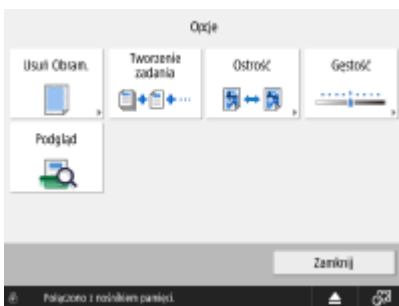 Opcje
Usuń Obram.
Tworzenie
zadania
Ostrość
Gęstość
Podgląd
Zamknij
Połączono z nośnikiem pamięci.